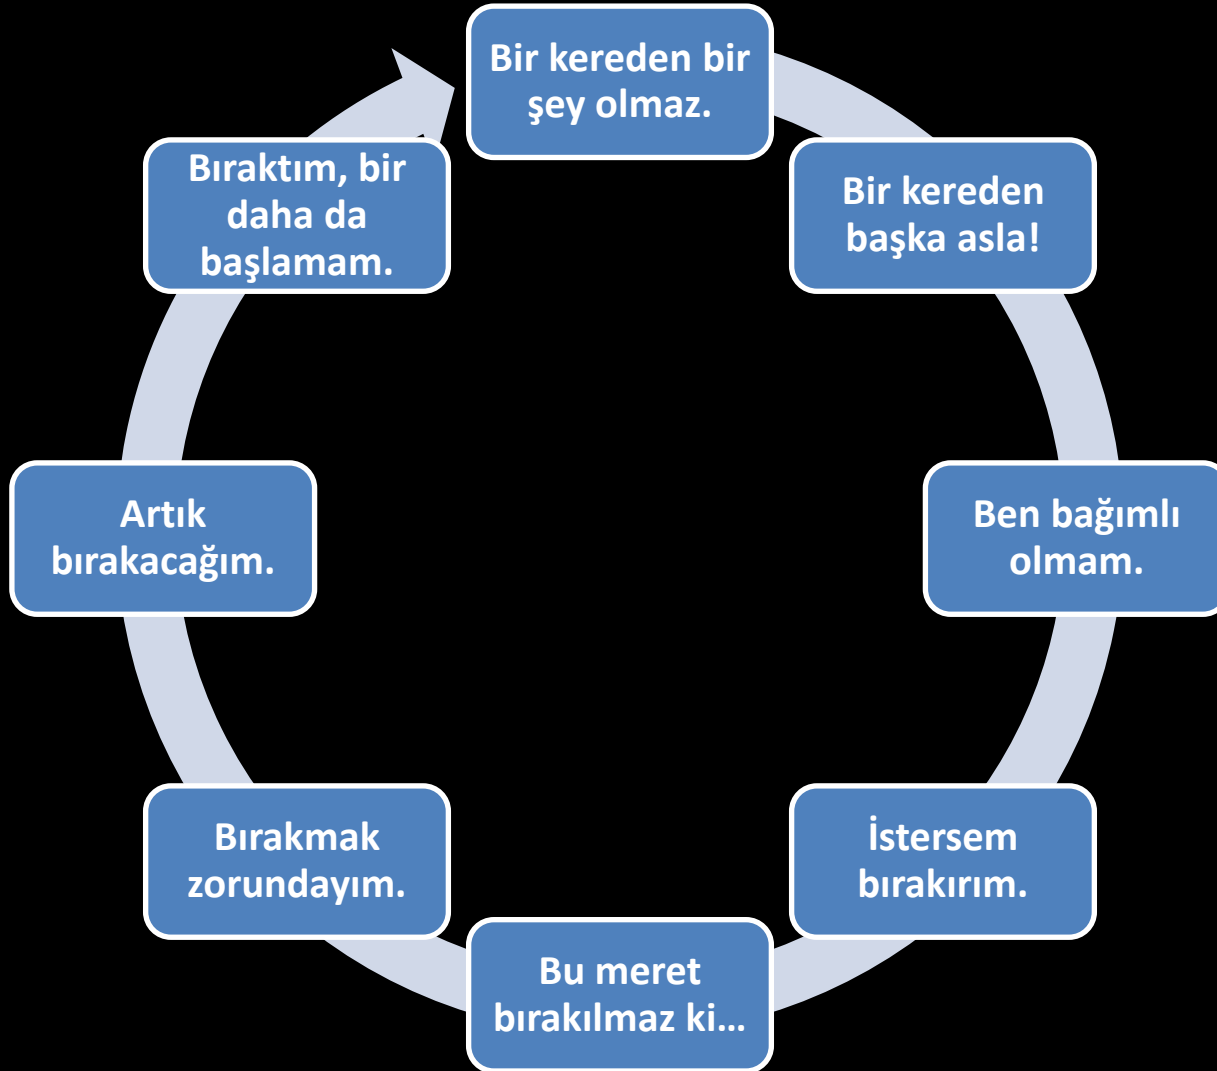 Bir kereden bir
şey olmaz.
Bir kereden
başka asla!
Ben bağımlı
olmam.
İstersem
bırakırım.
Bu meret
bırakılmaz ki…
Bırakmak
zorundayım.
Artık
bırakacağım.
Bıraktım, bir
daha da
başlamam.